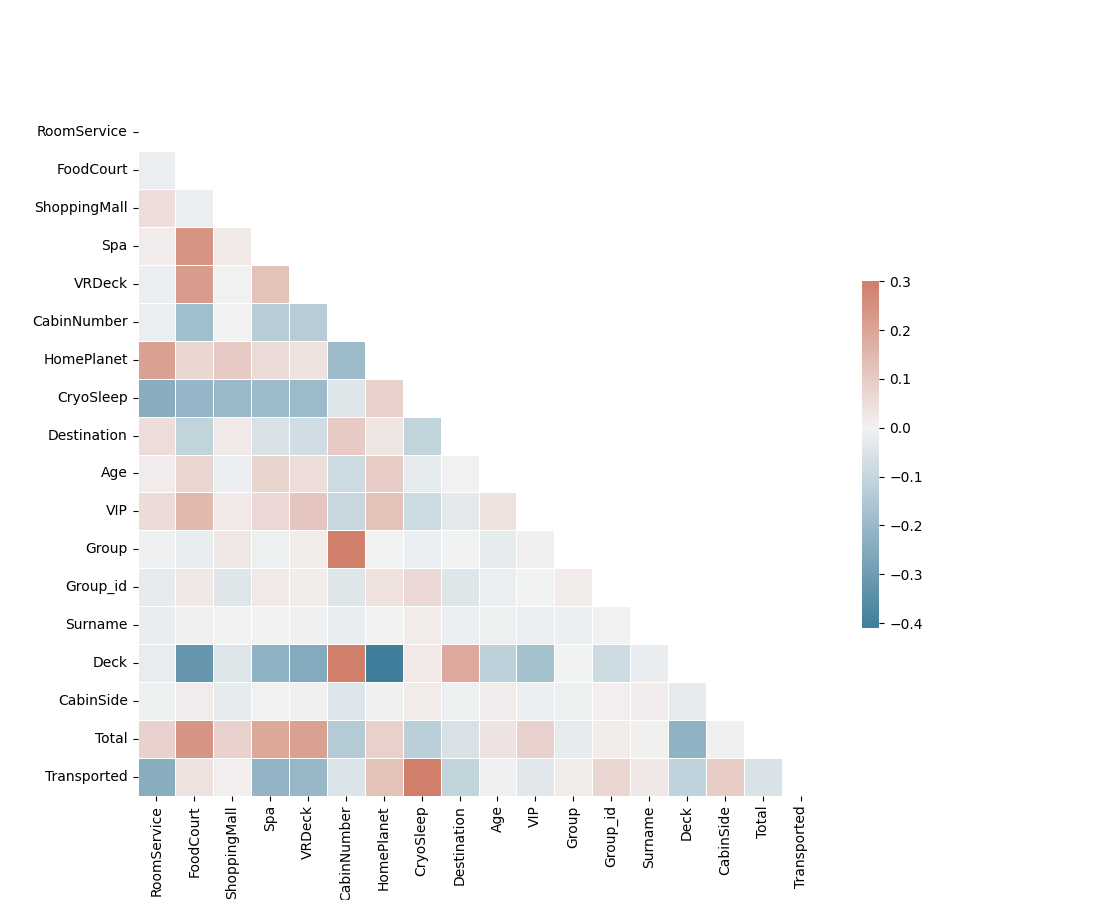 RoomService
FoodCourt
ShoppingMall
Spa
VRDeck
CabinNumber
HomePlanet
CryoSleep
Destination
Age
VIP
Group
Group_id
Surname
Deck
CabinSide
Total
Transported
RoomService
FoodCourt
ShoppingMall
Spa
VRDeck
CabinNumber
HomePlanet
CryoSleep
Destination
Age
VIP
Group
Group_id
Surname
Deck
CabinSide
Total
Transported
0.3
0.2
0.1
0.0
−0.1
−0.2
−0.3
−0.4